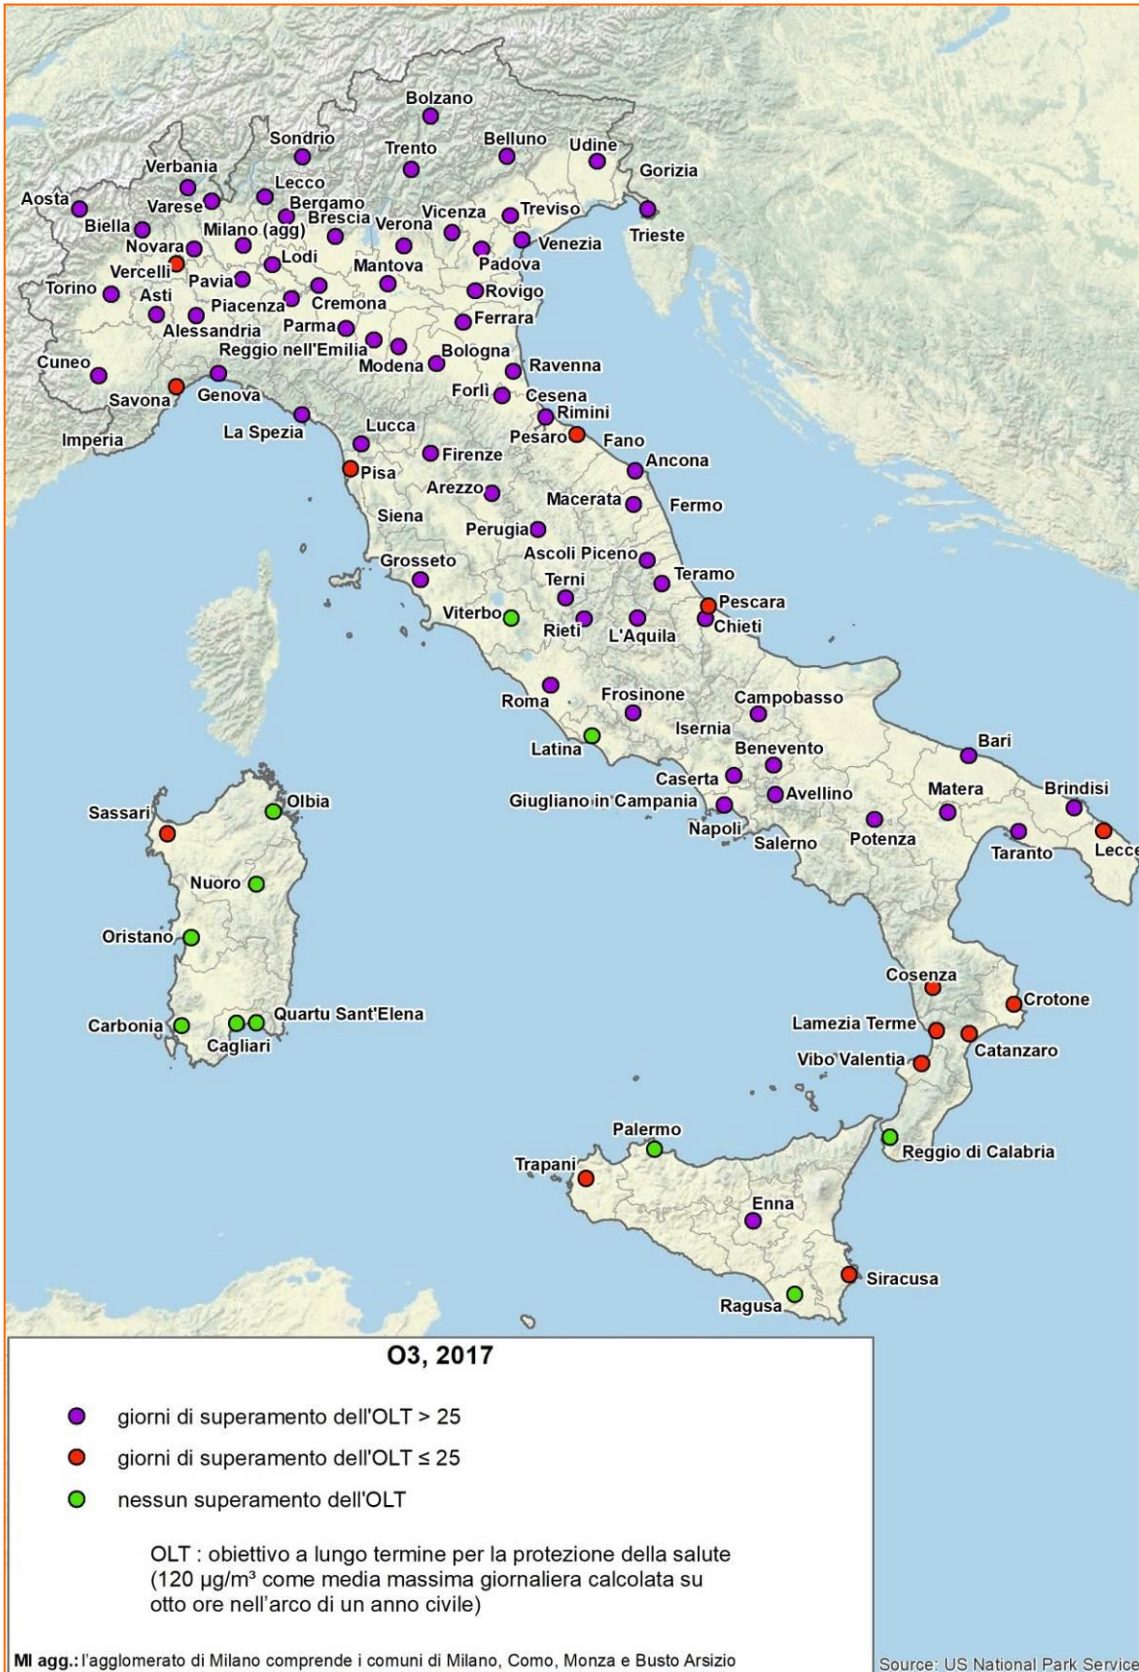 Bolzano
Sondrio
Belluno
Udine
Trento
Verbania
Gorizia
Lecco
Aosta
Varese
Bergamo
Biella
Milano (agg)
Brescia
Verona
Vicenza
Treviso
Trieste
Novara
Lodi
Venezia
Vercelli
Pavia
Mantova
Padova
Torino
Asti
Piacenza
Cremona
Rovigo
Alessandria
Parma
Ferrara
Reggio nell'Emilia
Bologna
Cuneo
Modena
Ravenna
Savona
Genova
Forlì
Cesena
Imperia
La Spezia
Lucca
Rimini
Pesaro
Fano
Firenze
Pisa
Ancona
Arezzo
Macerata
Fermo
Siena
Perugia
Grosseto
Ascoli Piceno
Terni
Teramo
Viterbo
Pescara
Rieti
L'Aquila
Chieti
Roma
Frosinone
Campobasso
Isernia
Latina
Bari
Benevento
Caserta
Giugliano in Campania
Avellino
Matera
Brindisi
Napoli
Salerno
Potenza
Taranto
Lecce
Sassari
Olbia
Nuoro
Oristano
Cosenza
Crotone
Carbonia
Quartu Sant'Elena
Cagliari
Lamezia Terme
Catanzaro
Vibo Valentia
Palermo
Reggio di Calabria
Trapani
Enna
Siracusa
Ragusa
O3, 2017
giorni di superamento dell'OLT > 25
giorni di superamento dell'OLT ≤ 25
nessun superamento dell'OLT
OLT : obiettivo a lungo termine per la protezione della salute
(120 µg/m³ come media massima giornaliera calcolata su
otto ore nell'arco di un anno civile)
MI agg.: l'agglomerato di Milano comprende i comuni di Milano, Como, Monza e Busto Arsizio
Source: US National Park Service